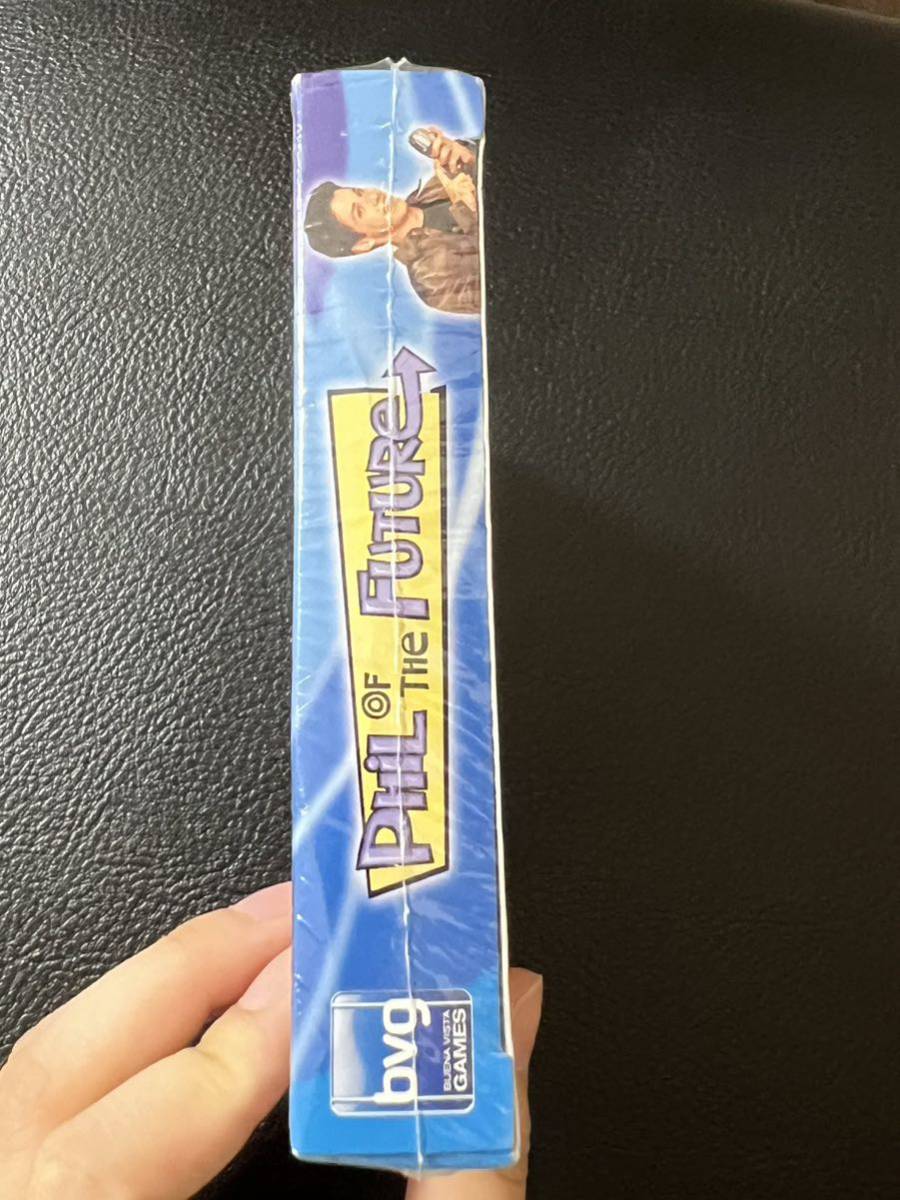 PHIL OF THE FUTURE
bvg
BUENA VISTA
GAMES